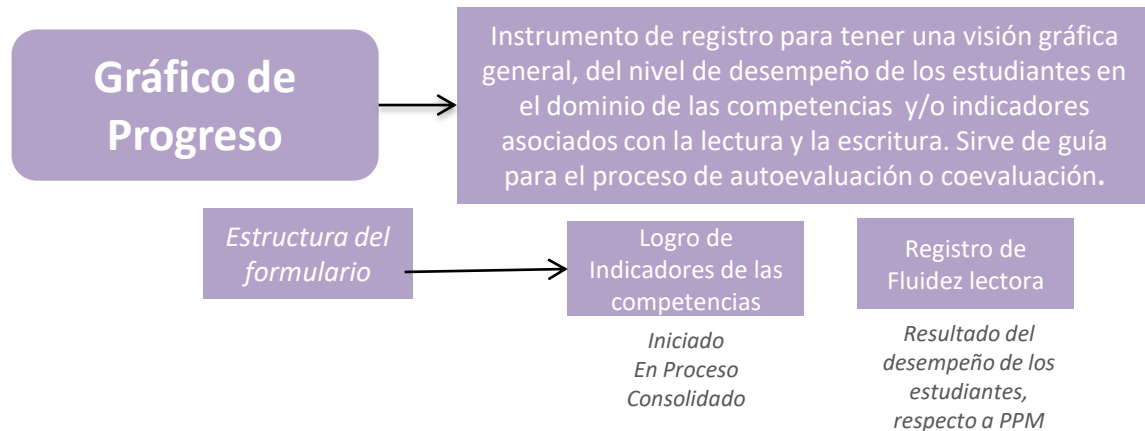 Gráfico de
Progreso
Instrumento de registro para tener una visión gráfica
general, del nivel de desempeño de los estudiantes en
el dominio de las competencias y/o indicadores
asociados con la lectura y la escritura. Sirve de guía
para el proceso de autoevaluación o coevaluación.
Estructura del
formulario
Logro de
Indicadores de las
competencias
Iniciado
En Proceso
Consolidado
Registro de
Fluidez lectora
Resultado del
desempeño de los
estudiantes,
respecto a PPM